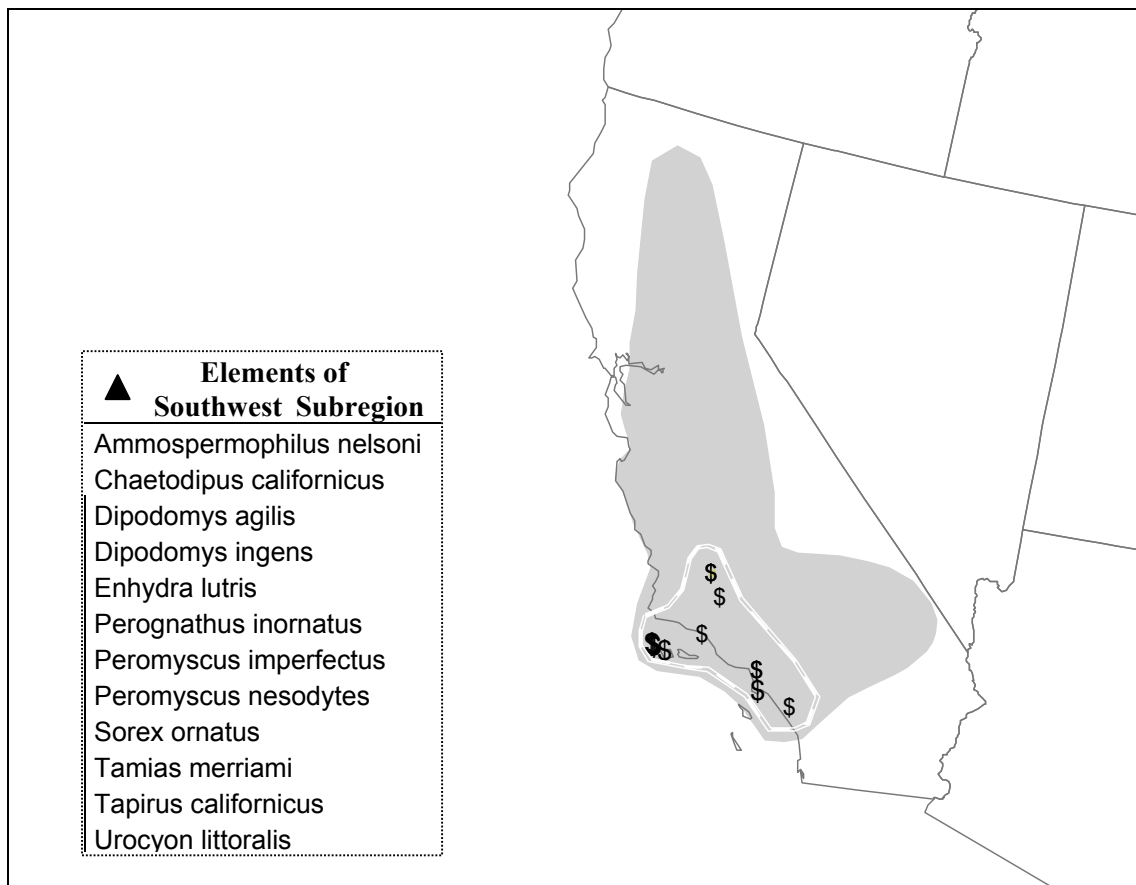 Elements of
Southwest Subregion
Ammospermophilus nelsoni
Chaetodipus californicus
Dipodomys agilis
Dipodomys ingens
Enhydra lutris
Perognathus inornatus
Peromyscus imperfectus
Peromyscus nesodytes
Sorex ornatus
Tamias merriami
Tapirus californicus
Urocyon littoralis
$
$
$
$
$
$
$
$